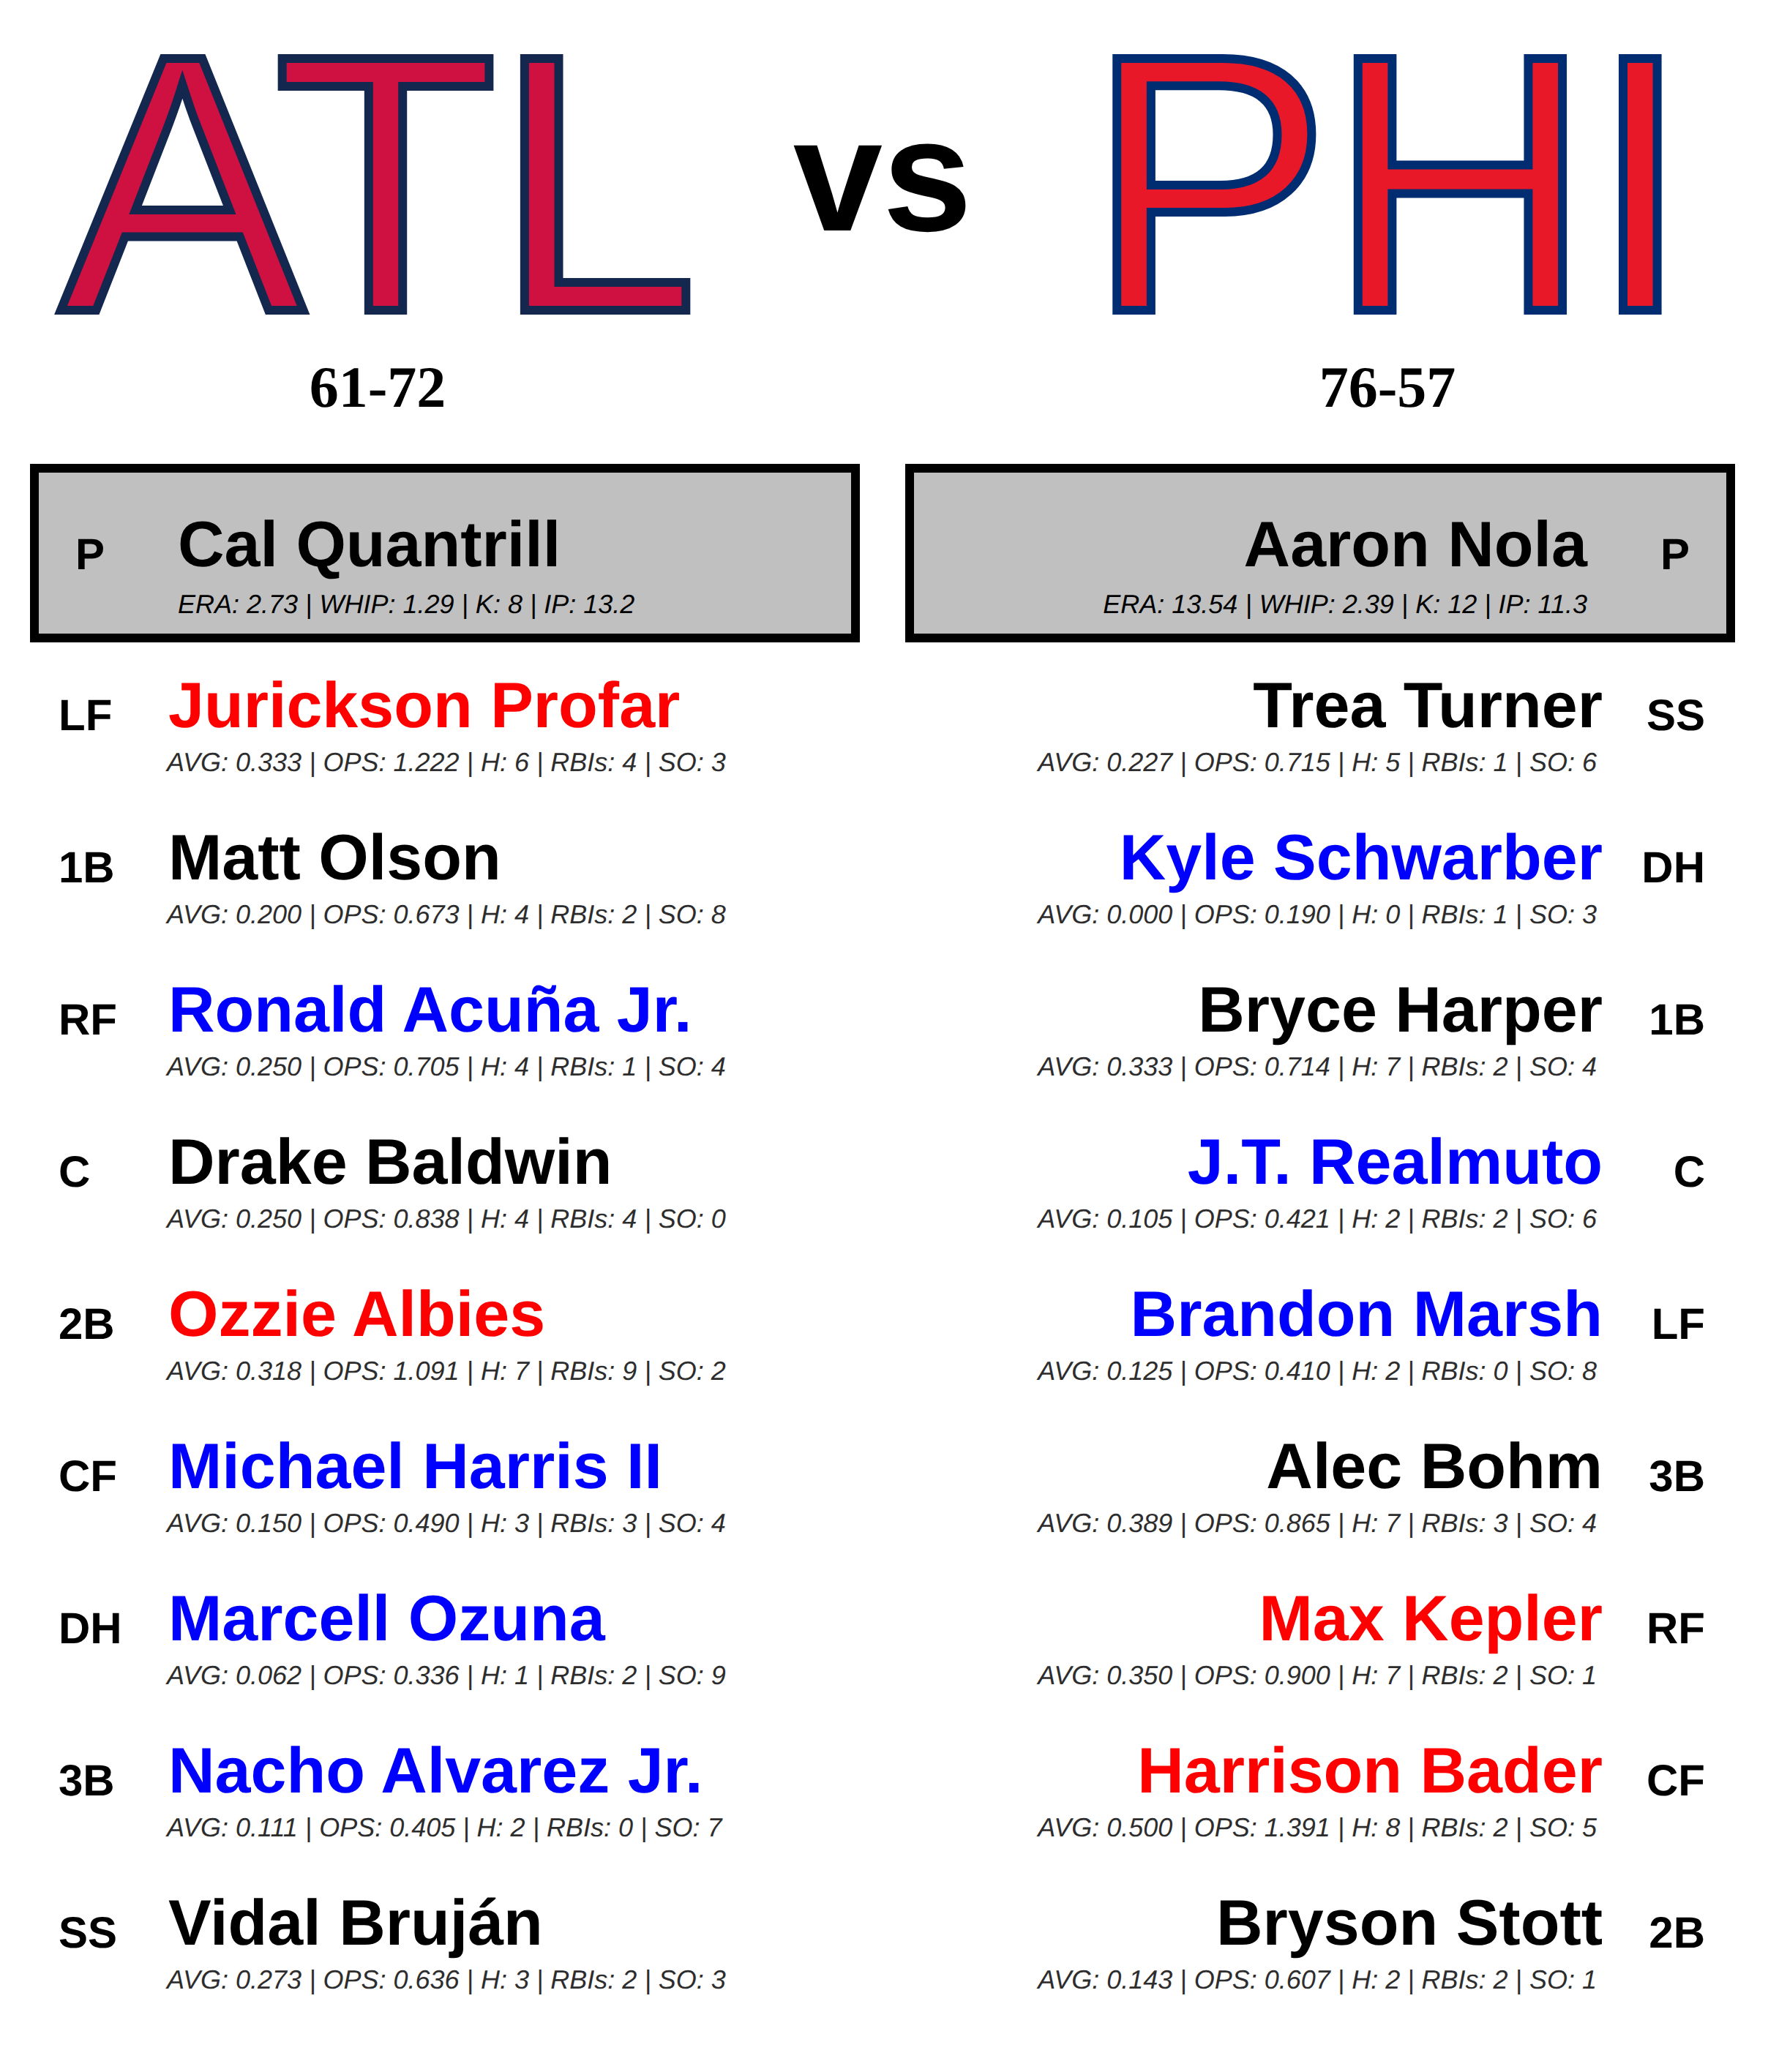 ATL vs PHI
61-72
76-57
P Cal Quantrill
ERA: 2.73 | WHIP: 1.29 | K: 8 | IP: 13.2
Aaron Nola P
ERA: 13.54 | WHIP: 2.39 | K: 12 | IP: 11.3
LF Jurickson Profar
AVG: 0.333 | OPS: 1.222 | H: 6 | RBIs: 4 | SO: 3
1B Matt Olson
AVG: 0.200 | OPS: 0.673 | H: 4 | RBIs: 2 | SO: 8
RF Ronald Acuña Jr.
AVG: 0.250 | OPS: 0.705 | H: 4 | RBIs: 1 | SO: 4
C Drake Baldwin
AVG: 0.250 | OPS: 0.838 | H: 4 | RBIs: 4 | SO: 0
2B Ozzie Albies
AVG: 0.318 | OPS: 1.091 | H: 7 | RBIs: 9 | SO: 2
CF Michael Harris II
AVG: 0.150 | OPS: 0.490 | H: 3 | RBIs: 3 | SO: 4
DH Marcell Ozuna
AVG: 0.062 | OPS: 0.336 | H: 1 | RBIs: 2 | SO: 9
3B Nacho Alvarez Jr.
AVG: 0.111 | OPS: 0.405 | H: 2 | RBIs: 0 | SO: 7
SS Vidal Bruján
AVG: 0.273 | OPS: 0.636 | H: 3 | RBIs: 2 | SO: 3
Trea Turner SS
AVG: 0.227 | OPS: 0.715 | H: 5 | RBIs: 1 | SO: 6
Kyle Schwarber DH
AVG: 0.000 | OPS: 0.190 | H: 0 | RBIs: 1 | SO: 3
Bryce Harper 1B
AVG: 0.333 | OPS: 0.714 | H: 7 | RBIs: 2 | SO: 4
J.T. Realmuto C
AVG: 0.105 | OPS: 0.421 | H: 2 | RBIs: 2 | SO: 6
Brandon Marsh LF
AVG: 0.125 | OPS: 0.410 | H: 2 | RBIs: 0 | SO: 8
Alec Bohm 3B
AVG: 0.389 | OPS: 0.865 | H: 7 | RBIs: 3 | SO: 4
Max Kepler RF
AVG: 0.350 | OPS: 0.900 | H: 7 | RBIs: 2 | SO: 1
Harrison Bader CF
AVG: 0.500 | OPS: 1.391 | H: 8 | RBIs: 2 | SO: 5
Bryson Stott 2B
AVG: 0.143 | OPS: 0.607 | H: 2 | RBIs: 2 | SO: 1